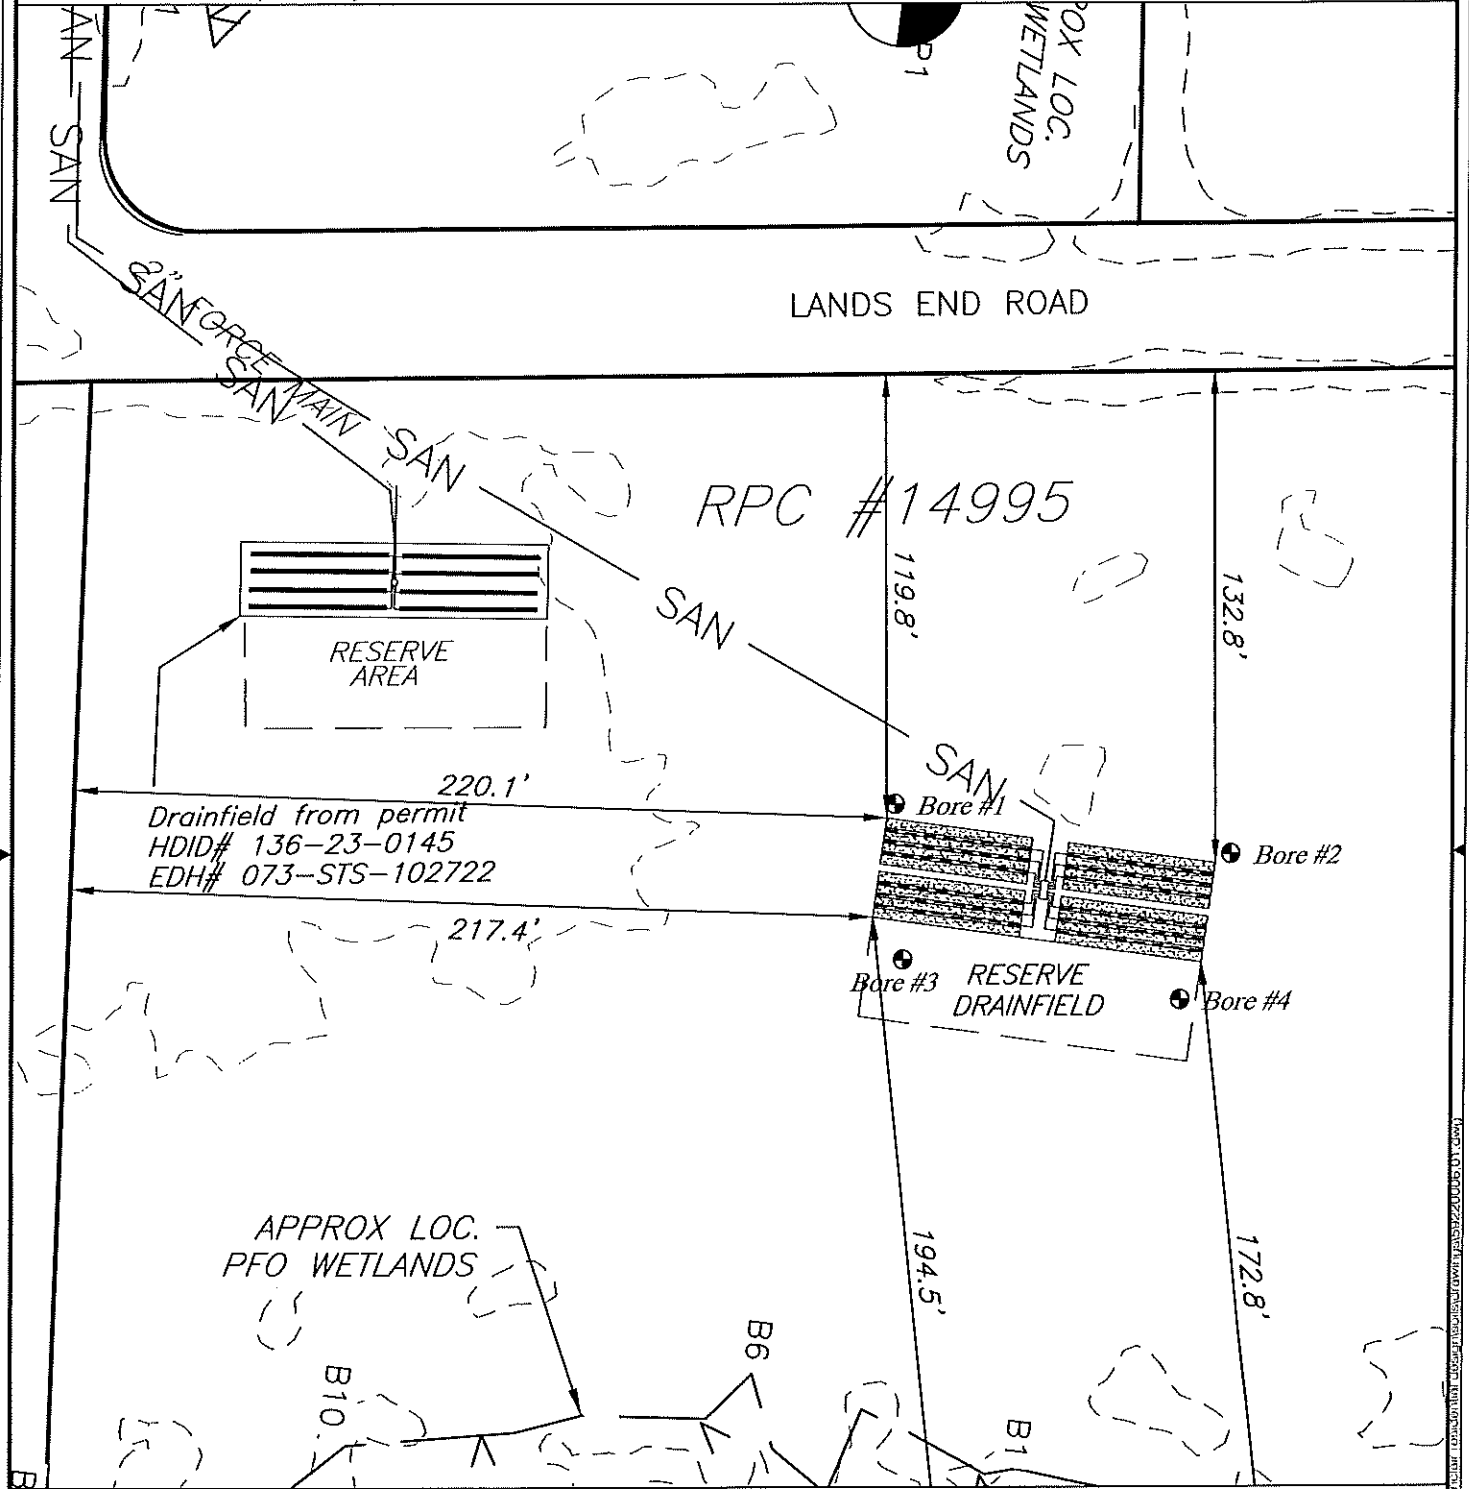 SAN
P1
WETLANDS
LOC.
LANDS END ROAD
SAN
2" FORCE MAIN
SAN
SAN
RPC #14995
119.8'
132.8'
SAN
RESERVE
AREA
SAN
220.1'
Bore #1
Drainfield from permit
HDID# 136-23-0145
EDH# 073-STS-102722
Bore #2
217.4'
Bore #3
RESERVE
DRAINFIELD
Bore #4
APPROX LOC.
PFO WETLANDS
194.5'
172.8'
B6
B10
B1
B